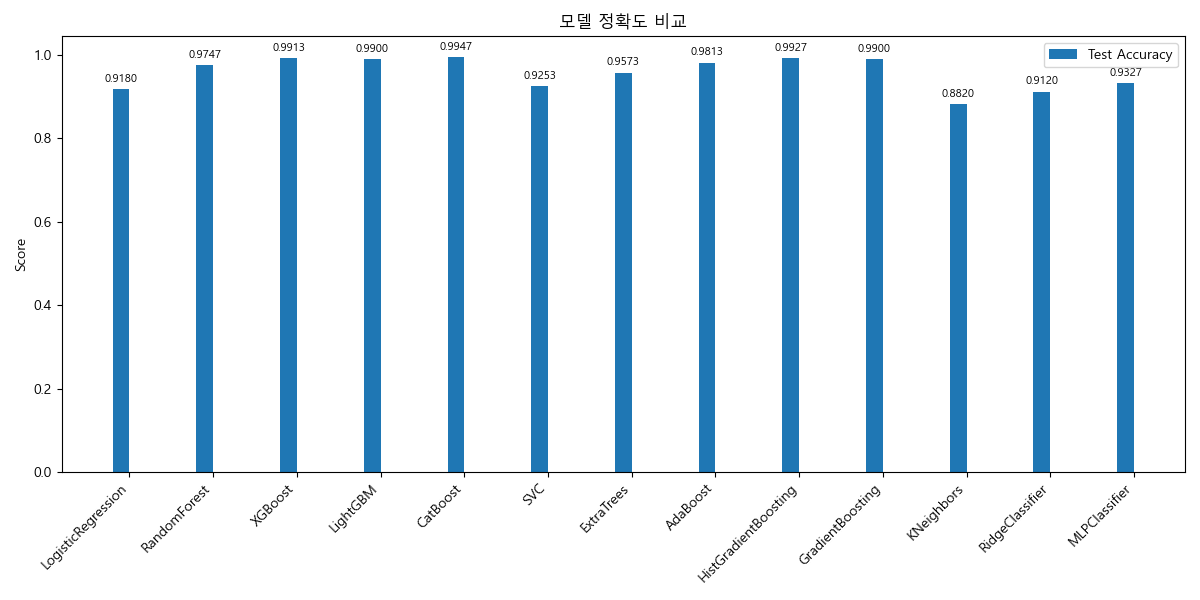 모델 정확도 비교
Test Accuracy
Score
1.0
0.8
0.6
0.4
0.2
0.0
0.9180
0.9747
0.9913
0.9900
0.9947
0.9253
0.9573
0.9813
0.9927
0.9900
0.8820
0.9120
0.9327
LogisticRegression
RandomForest
XGBoost
LightGBM
CatBoost
SVC
ExtraTrees
AdaBoost
HistGradientBoosting
GradientBoosting
KNeighbors
RidgeClassifier
MLPClassifier